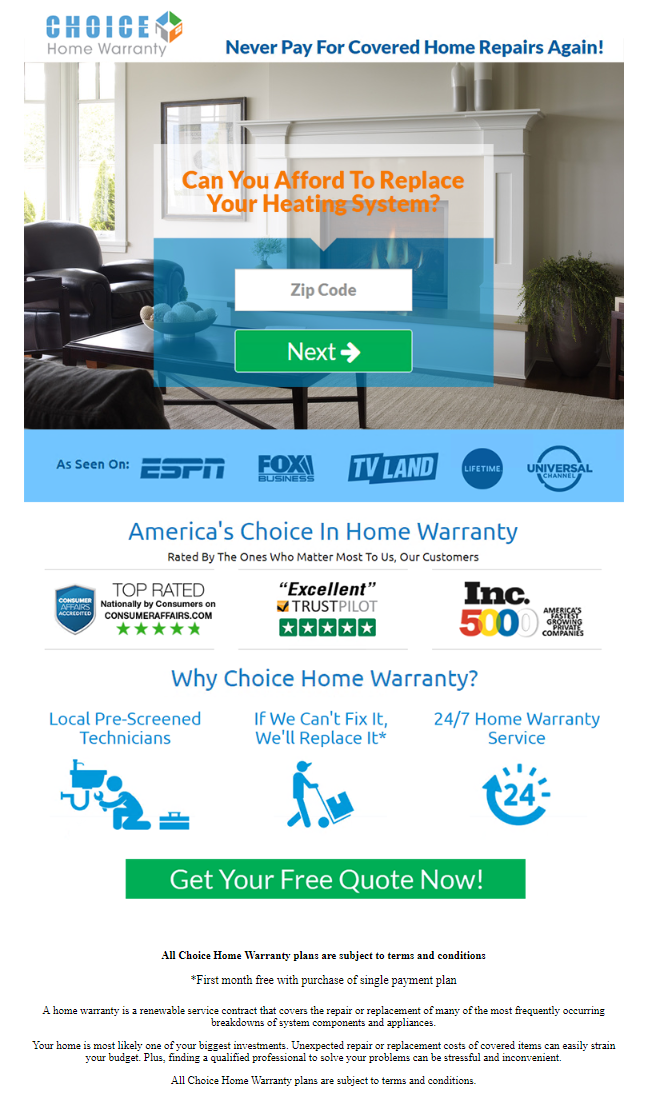 CHOICE
Home Warranty
Never Pay For Covered Home Repairs Again!
Can You Afford To Replace
Your Heating System?
Zip Code
Next
As Seen On:
ESPN
FOX
BUSINESS
TV LAND
LIFETIME
UNIVERSAL
CHANNEL
America's Choice In Home Warranty
Rated By The Ones Who Matter Most To Us, Our Customers
CONSUMER
AFFAIRS
ACCREDITED
TOP RATED
Nationally by Consumers on
CONSUMERAFFAIRS.COM
“Excellent”
TRUSTPILOT
Inc.
5000
AMERICA'S
FASTEST
GROWING
PRIVATE
COMPANIES
Why Choice Home Warranty?
Local Pre-Screened
Technicians
If We Can't Fix It,
We'll Replace It*
24/7 Home Warranty
Service
24
Get Your Free Quote Now!
All Choice Home Warranty plans are subject to terms and conditions
*First month free with purchase of single payment plan
A home warranty is a renewable service contract that covers the repair or replacement of many of the most frequently occurring
breakdowns of system components and appliances.
Your home is most likely one of your biggest investments. Unexpected repair or replacement costs of covered items can easily strain
your budget. Plus, finding a qualified professional to solve your problems can be stressful and inconvenient.
All Choice Home Warranty plans are subject to terms and conditions.